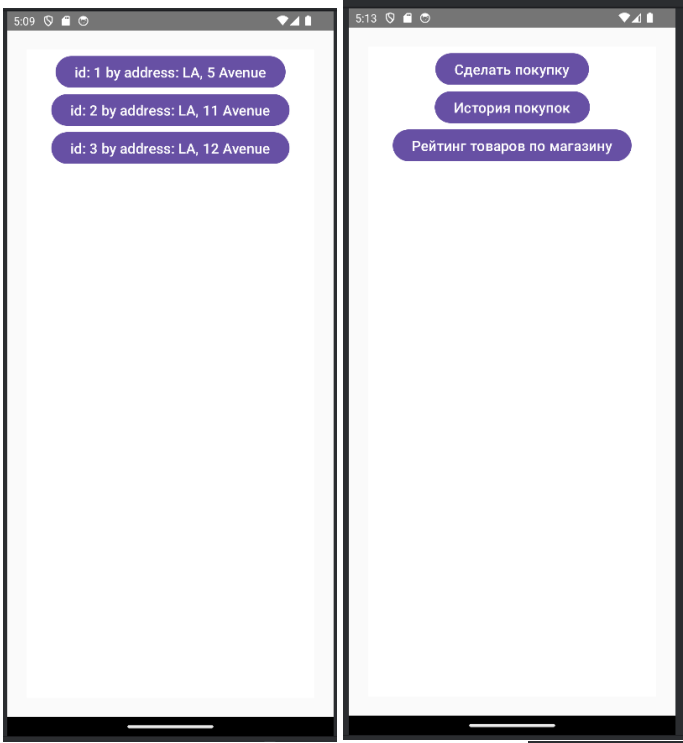 5:09
id: 1 by address: LA, 5 Avenue
id: 2 by address: LA, 11 Avenue
id: 3 by address: LA, 12 Avenue
5:13
Сделать покупку
История покупок
Рейтинг товаров по магазину